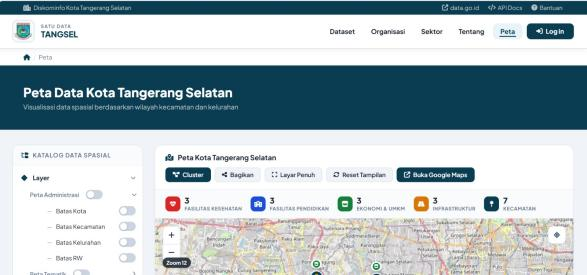 Diskominfo Kota Tangerang Selatan
data.go.id API Docs Bantuan
SATU DATA
TANGSEL
Dataset Organisasi Sektor Tentang Peta Login
/ Peta
Peta Data Kota Tangerang Selatan
Visualisasi data spasial berdasarkan wilayah kecamatan dan kelurahan
KATALOG DATA SPASIAL
Layer
Peta Administrasi
Batas Kota
Batas Kecamatan
Batas Kelurahan
Batas RW
Peta Tematik
Peta Kota Tangerang Selatan
Cluster Bagikan Layar Penuh Reset Tampilan Buka Google Maps
3
FASILITAS KESEHATAN
3
FASILITAS PENDIDIKAN
3
EKONOMI & UMKM
3
INFRASTRUKTUR
7
KECAMATAN
+
−
Zoom 12